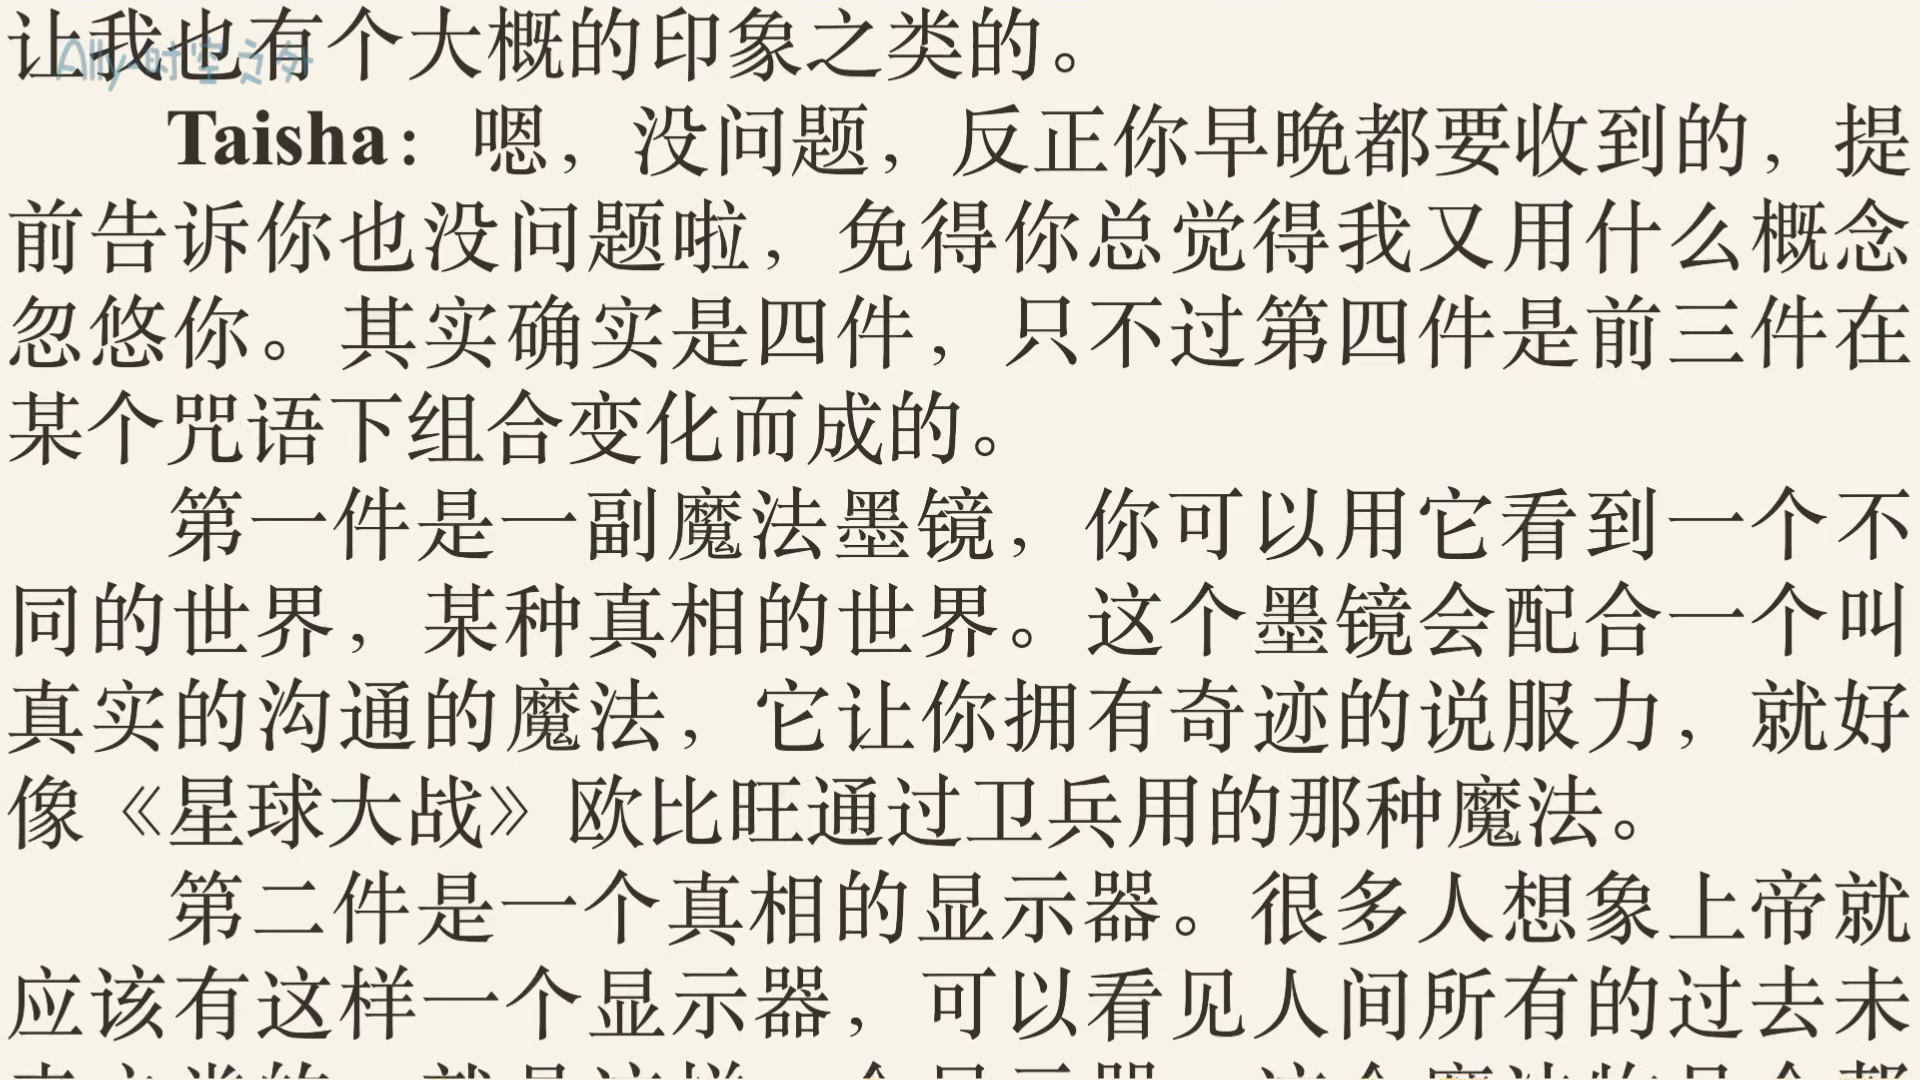 让我也有个大概的印象之类的。
Ally-时空之外
Taisha：嗯，没问题，反正你早晚都要收到的，提
前告诉你也没问题啦，免得你总觉得我又用什么概念
忽悠你。其实确实是四件，只不过第四件是前三件在
某个咒语下组合变化而成的。
第一件是一副魔法墨镜，你可以用它看到一个不
同的世界，某种真相的世界。这个墨镜会配合一个叫
真实的沟通的魔法，它让你拥有奇迹的说服力，就好
像《星球大战》欧比旺通过卫兵用的那种魔法。
第二件是一个真相的显示器。很多人想象上帝就
应该有这样一个显示器，可以看见人间所有的过去未